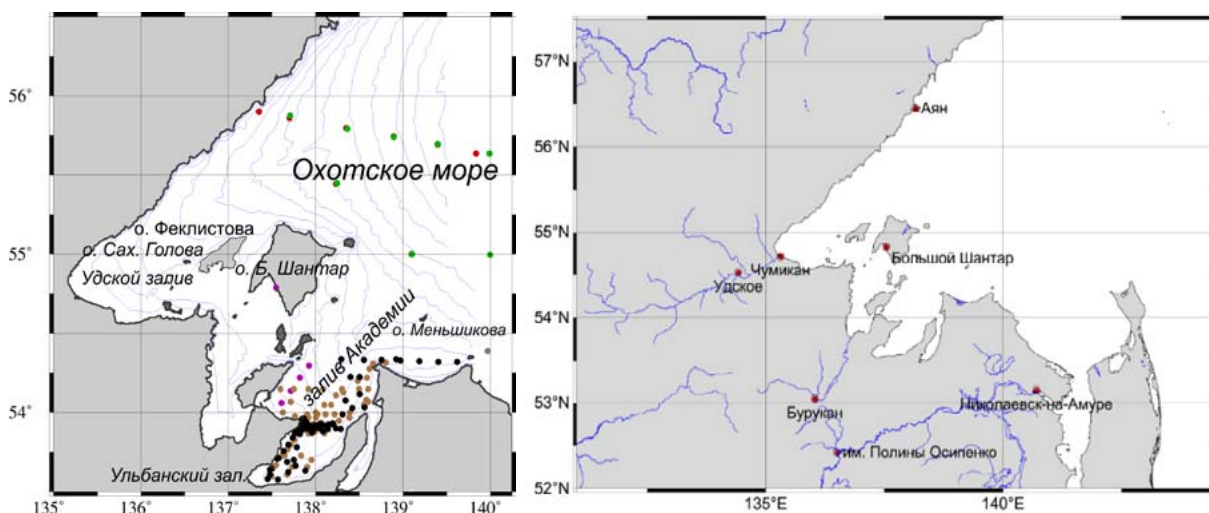 56°
Охотское море
о. Феклистова
55°
о. Сах. Голова
о. Б. Шантар
Удской залив
залив Академии
о. Меньшикова
54°
Ульбанский зал.
135°
136°
137°
138°
139°
140°
57°N
Аян
56°N
55°N
Большой Шантар
Чумикан
Удское
54°N
53°N
Бурукан
Николаевск-на-Амуре
им. Полины Осипенко
52°N
135°E
140°E